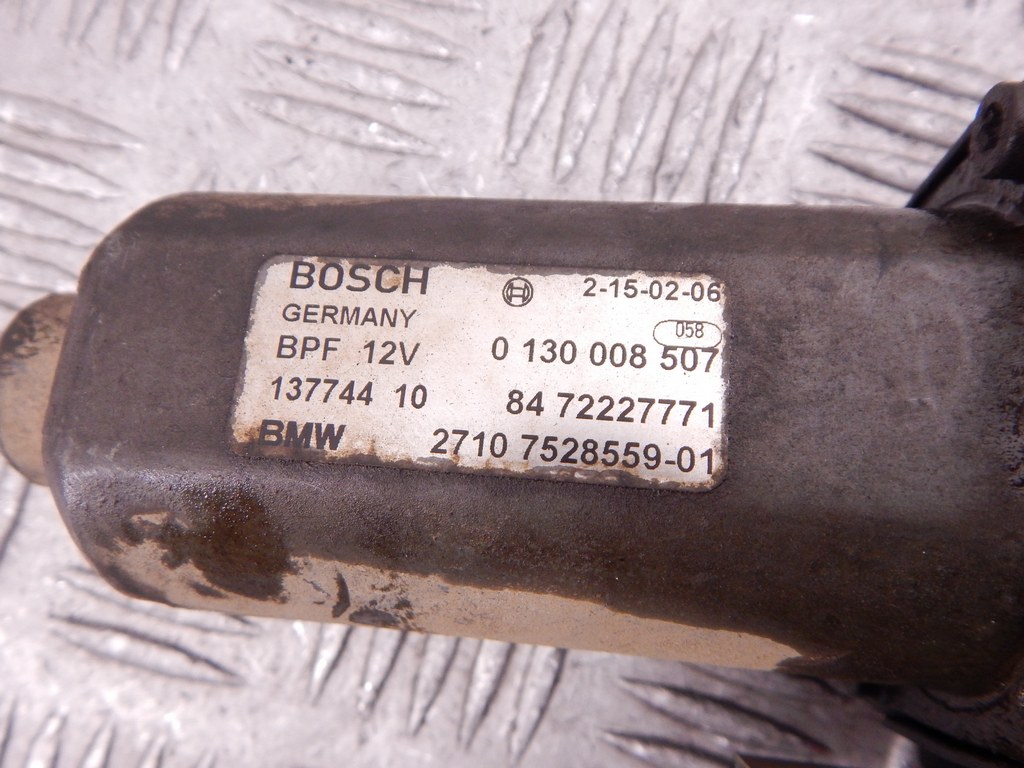 BOSCH 2-15-02-06
GERMANY 058
BPF 12V 0 130 008 507
137744 10 84 72227771
BMW 2710 7528559-01